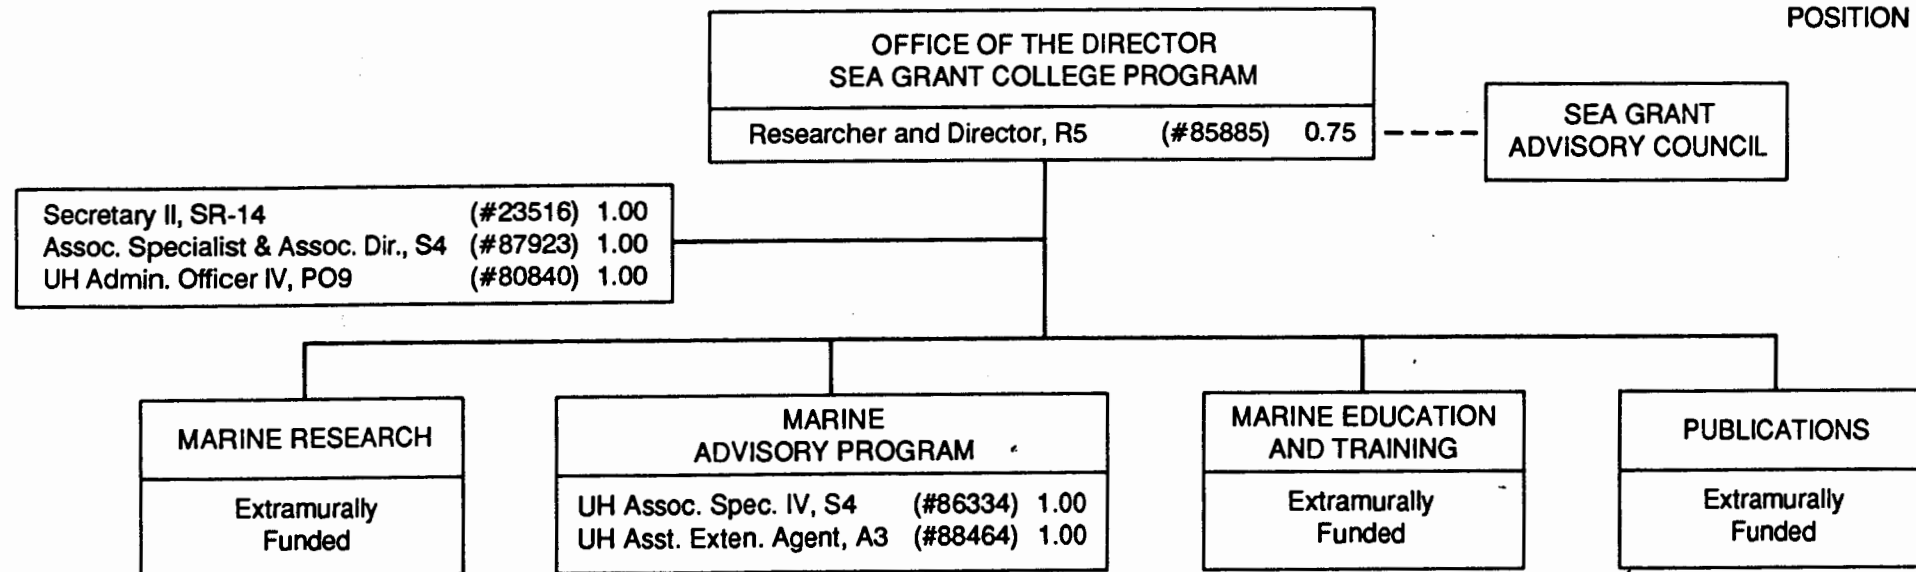 POSITION
OFFICE OF THE DIRECTOR
SEA GRANT COLLEGE PROGRAM
Researcher and Director, R5 (#85885) 0.75
SEA GRANT
ADVISORY COUNCIL
Secretary II, SR-14 (#23516) 1.00
Assoc. Specialist & Assoc. Dir., S4 (#87923) 1.00
UH Admin. Officer IV, PO9 (#80840) 1.00
MARINE RESEARCH
Extramurally
Funded
MARINE
ADVISORY PROGRAM
UH Assoc. Spec. IV, S4 (#86334) 1.00
UH Asst. Exten. Agent, A3 (#88464) 1.00
MARINE EDUCATION
AND TRAINING
Extramurally
Funded
PUBLICATIONS
Extramurally
Funded